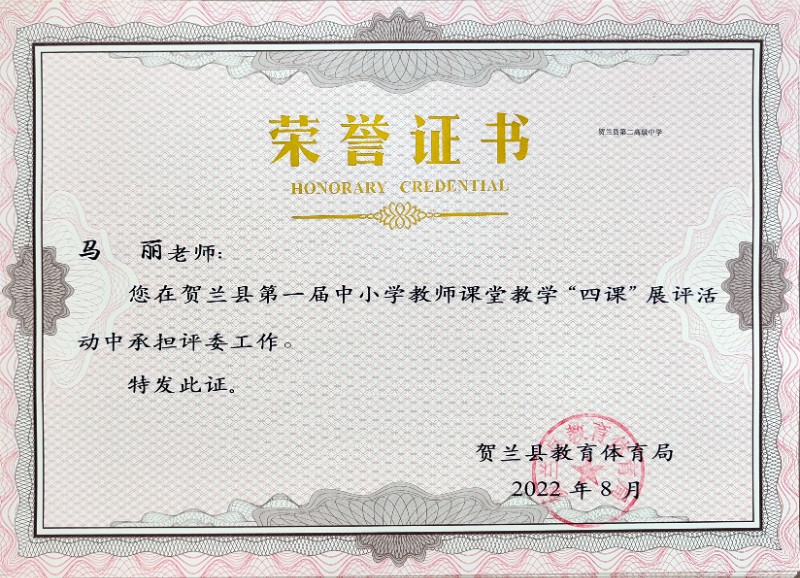 荣誉证书
贺兰县第二高级中学
HONORARY CREDENTIAL
马 丽老师:
您在贺兰县第一届中小学教师课堂教学“四课”展评活
动中承担评委工作。
特发此证。
贺兰县教育体育局
2022 年 8 月